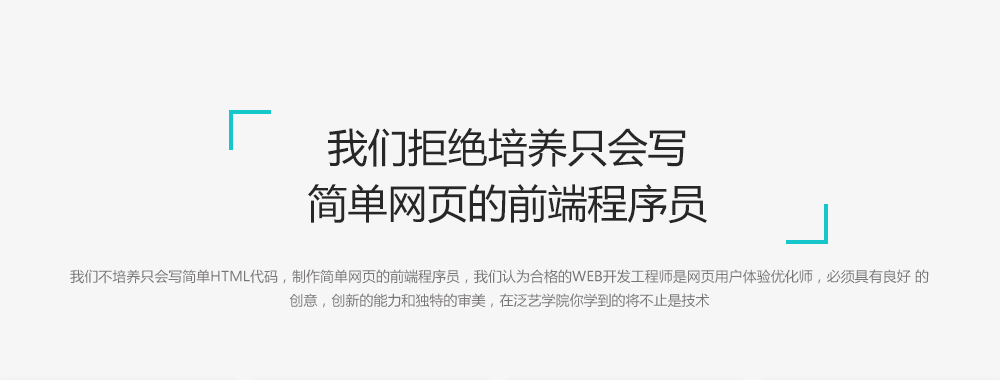 我们拒绝培养只会写
简单网页的前端程序员
我们不培养只会写简单HTML代码，制作简单网页的前端程序员，我们认为合格的WEB开发工程师是网页用户体验优化师，必须具有良好 的
创意，创新的能力和独特的审美，在泛艺学院你学到的将不止是技术